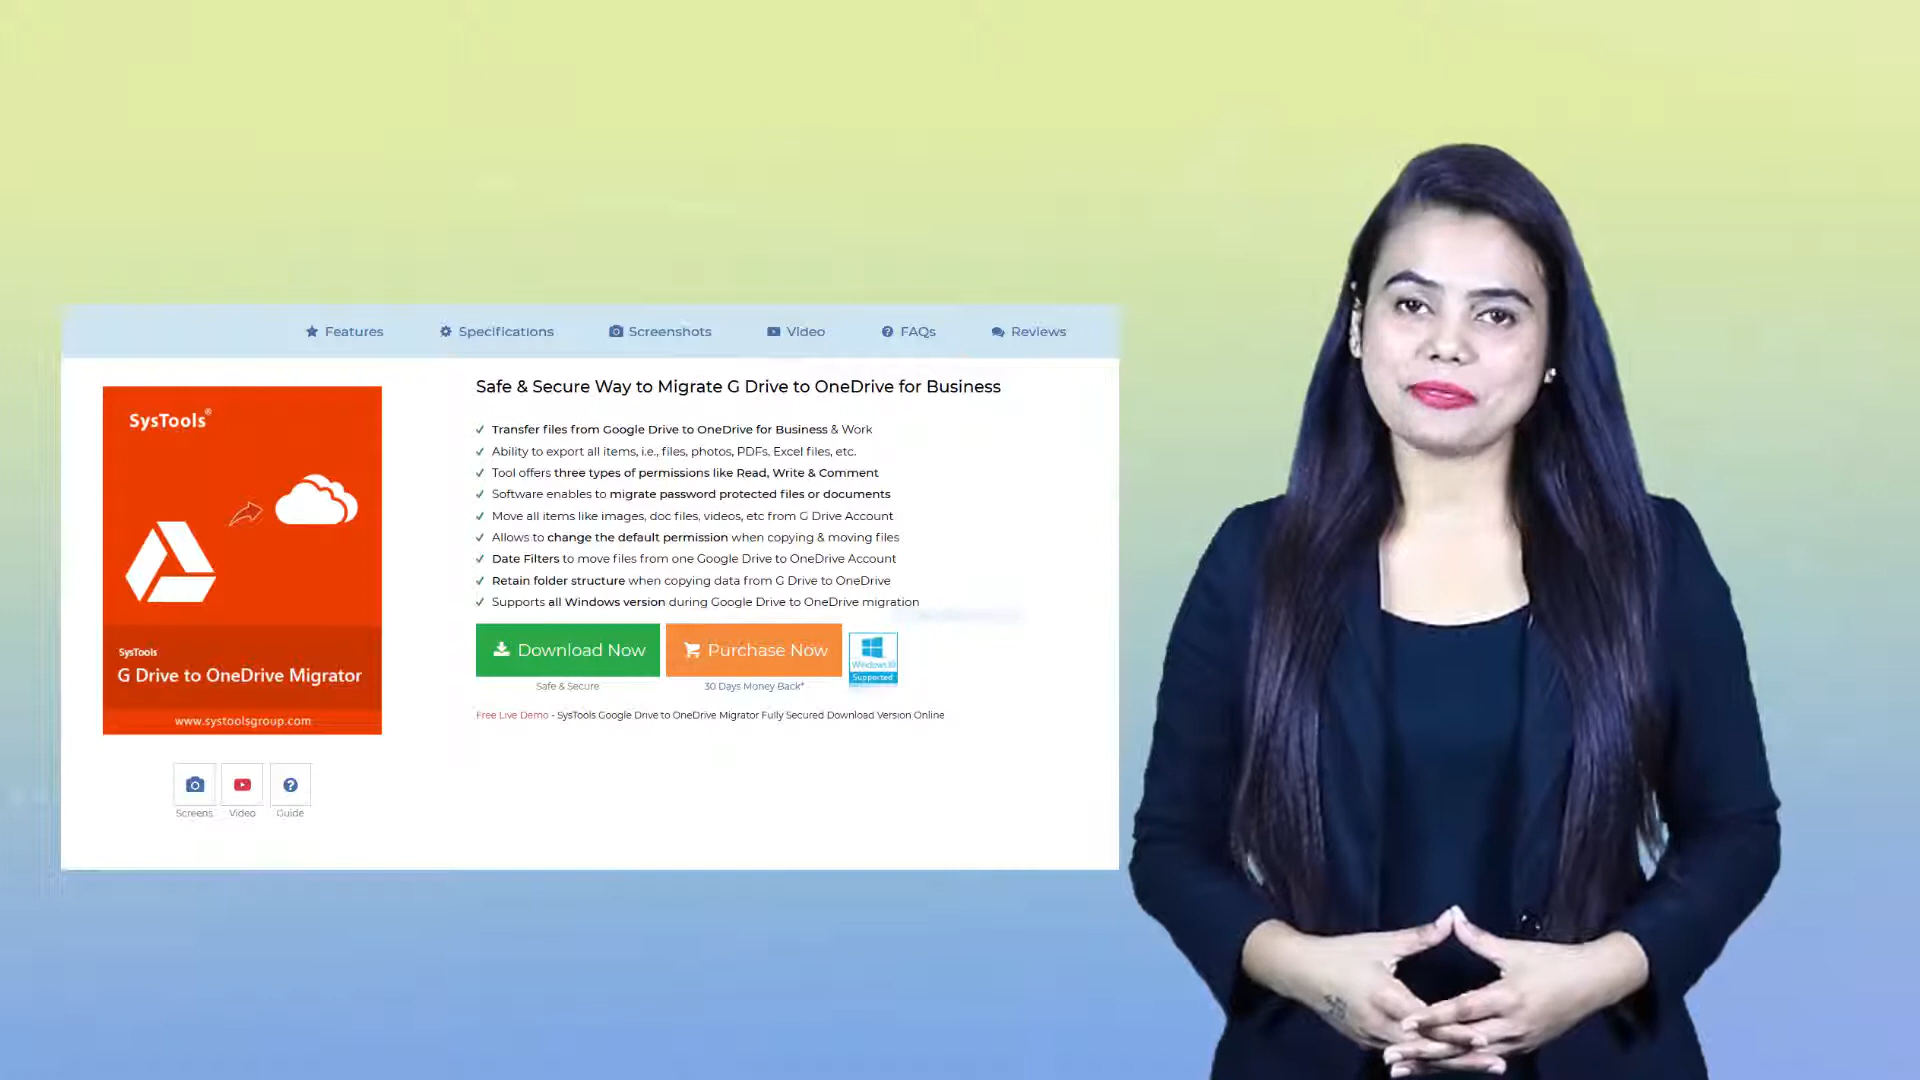 Features Specifications Screenshots Video FAQs Reviews
SysTools®
SysTools
G Drive to OneDrive Migrator
www.systoolsgroup.com
Screens Video Guide
Safe & Secure Way to Migrate G Drive to OneDrive for Business
Transfer files from Google Drive to OneDrive for Business & Work
Ability to export all items, i.e., files, photos, PDFs, Excel files, etc.
Tool offers three types of permissions like Read, Write & Comment
Software enables to migrate password protected files or documents
Move all items like images, doc files, videos, etc from G Drive Account
Allows to change the default permission when copying & moving files
Date Filters to move files from one Google Drive to OneDrive Account
Retain folder structure when copying data from G Drive to OneDrive
Supports all Windows version during Google Drive to OneDrive migration
Download Now
Safe & Secure
Purchase Now
30 Days Money Back*
Windows 10
Supported
Free Live Demo - SysTools Google Drive to OneDrive Migrator Fully Secured Download Version Online